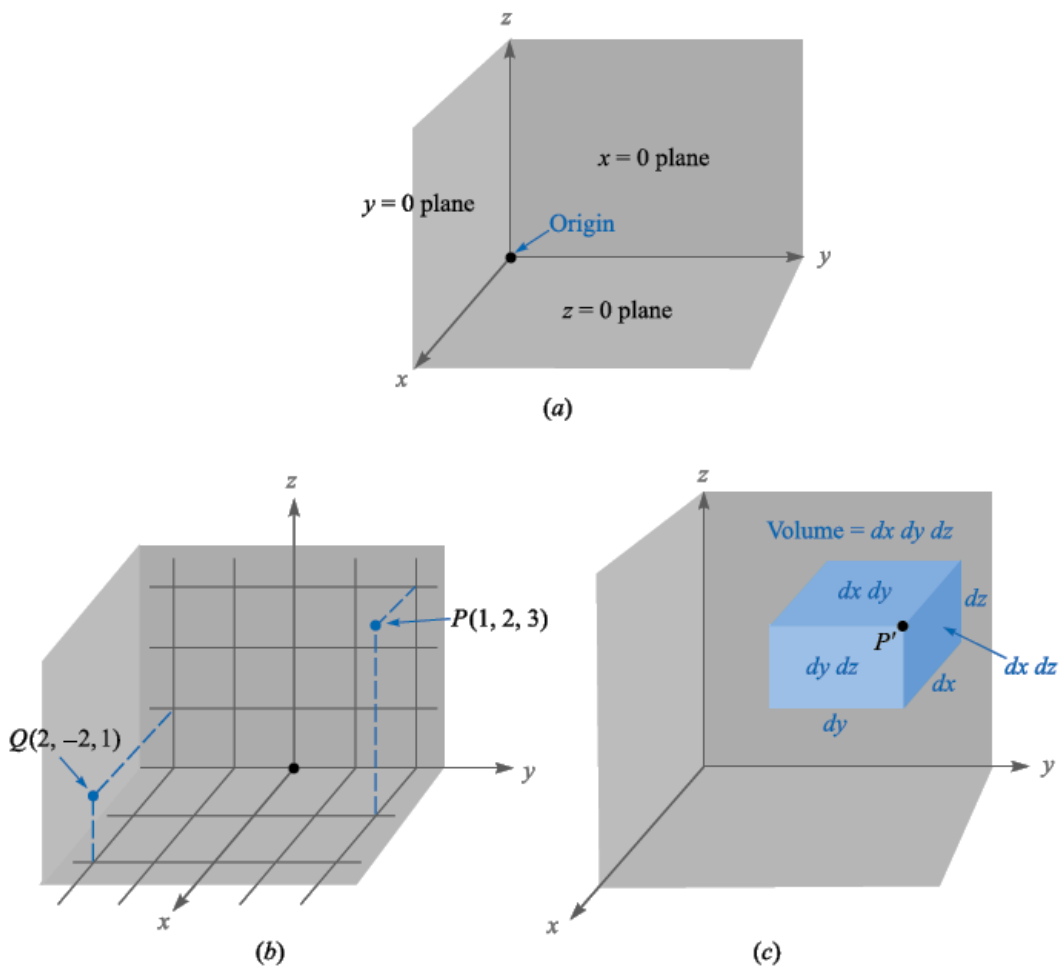 z
x = 0 plane
y = 0 plane
Origin
y
z = 0 plane
x
(a)
z
P(1, 2, 3)
Q(2, −2, 1)
y
x
(b)
z
Volume = dx dy dz
dx dy
dz
P′
dy dz
dx dz
dx
dy
y
x
(c)